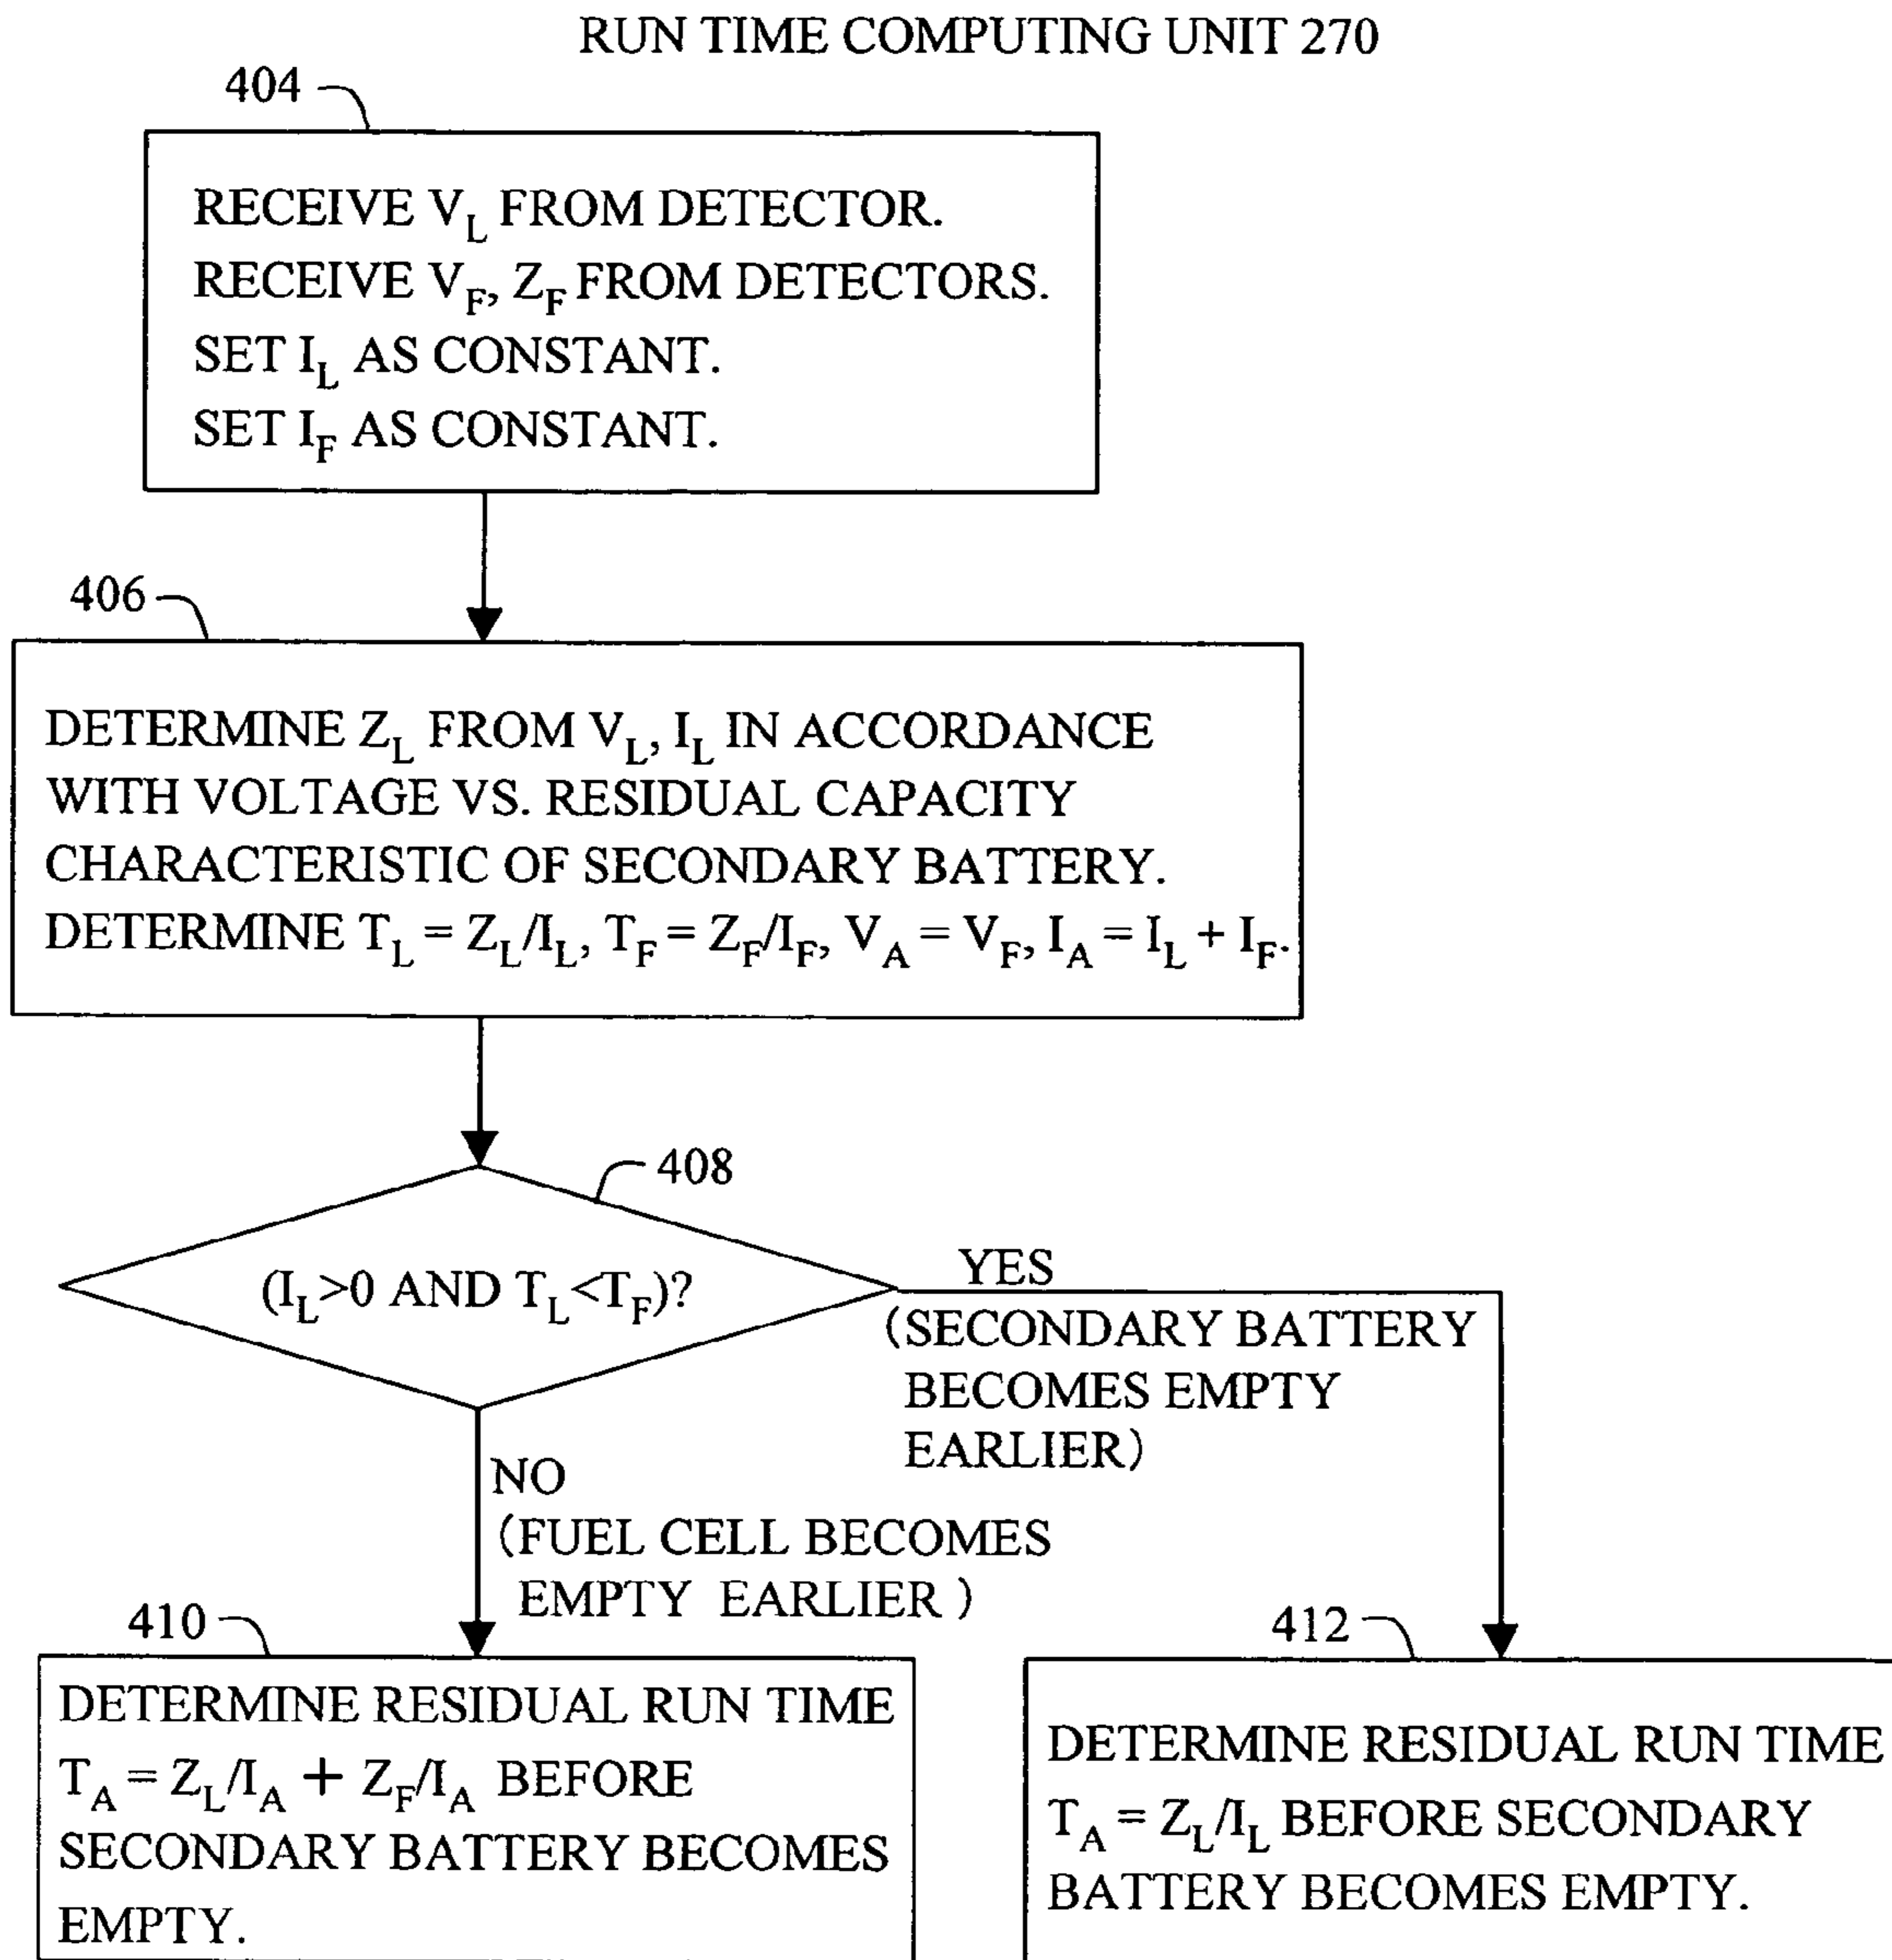 RUN TIME COMPUTING UNIT 270
404
RECEIVE V_L FROM DETECTOR.
RECEIVE V_F, Z_F FROM DETECTORS.
SET I_L AS CONSTANT.
SET I_F AS CONSTANT.
406
DETERMINE Z_L FROM V_L, I_L IN ACCORDANCE
WITH VOLTAGE VS. RESIDUAL CAPACITY
CHARACTERISTIC OF SECONDARY BATTERY.
DETERMINE T_L = Z_L/I_L, T_F = Z_F/I_F, V_A = V_F, I_A = I_L + I_F.
408
(I_L>0 AND T_L<T_F)?
YES
(SECONDARY BATTERY
BECOMES EMPTY
EARLIER)
NO
(FUEL CELL BECOMES
EMPTY EARLIER )
410
DETERMINE RESIDUAL RUN TIME
T_A = Z_L/I_A + Z_F/I_A BEFORE
SECONDARY BATTERY BECOMES
EMPTY.
412
DETERMINE RESIDUAL RUN TIME
T_A = Z_L/I_L BEFORE SECONDARY
BATTERY BECOMES EMPTY.